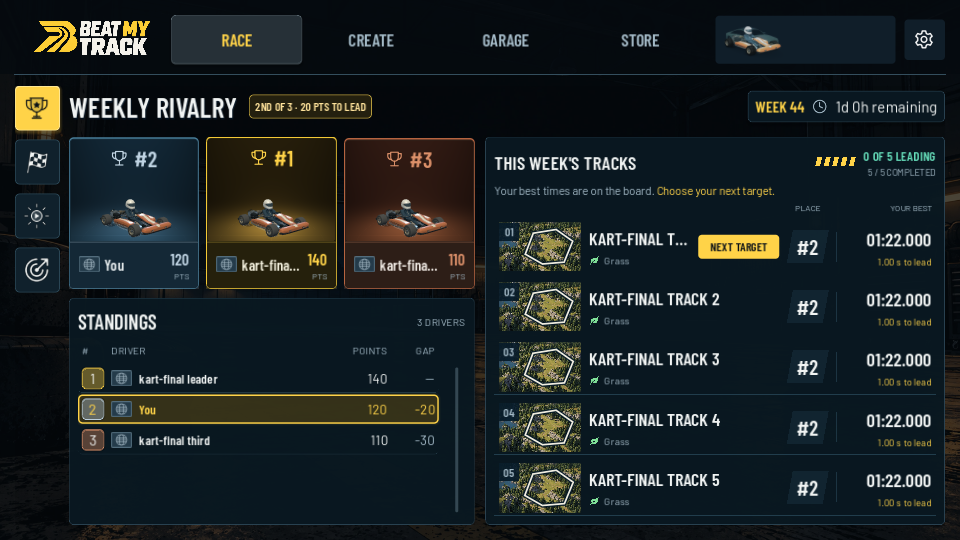 BEAT MY
TRACK
RACE
CREATE
GARAGE
STORE
WEEKLY RIVALRY
2ND OF 3 · 20 PTS TO LEAD
WEEK 44
1d 0h remaining
#2
You
120
PTS
#1
kart-fina...
140
PTS
#3
kart-fina...
110
PTS
STANDINGS
3 DRIVERS
# DRIVER POINTS GAP
1 kart-final leader 140 —
2 You 120 -20
3 kart-final third 110 -30
THIS WEEK'S TRACKS
0 OF 5 LEADING
5 / 5 COMPLETED
Your best times are on the board. Choose your next target.
PLACE YOUR BEST
01 KART-FINAL T... NEXT TARGET #2 01:22.000
Grass 1.00 s to lead
02 KART-FINAL TRACK 2 #2 01:22.000
Grass 1.00 s to lead
03 KART-FINAL TRACK 3 #2 01:22.000
Grass 1.00 s to lead
04 KART-FINAL TRACK 4 #2 01:22.000
Grass 1.00 s to lead
05 KART-FINAL TRACK 5 #2 01:22.000
Grass 1.00 s to lead